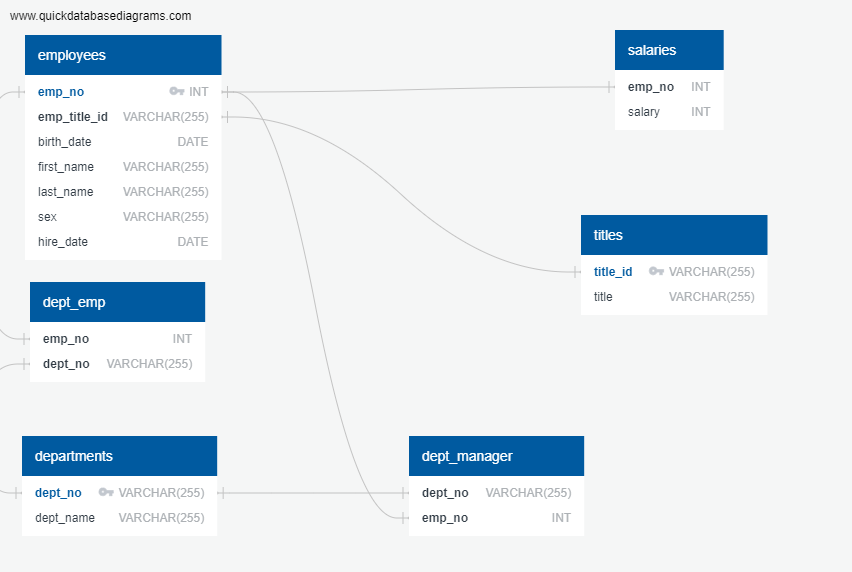 www.quickdatabasediagrams.com
employees
emp_no INT
emp_title_id VARCHAR(255)
birth_date DATE
first_name VARCHAR(255)
last_name VARCHAR(255)
sex VARCHAR(255)
hire_date DATE
salaries
emp_no INT
salary INT
titles
title_id VARCHAR(255)
title VARCHAR(255)
dept_emp
emp_no INT
dept_no VARCHAR(255)
departments
dept_no VARCHAR(255)
dept_name VARCHAR(255)
dept_manager
dept_no VARCHAR(255)
emp_no INT